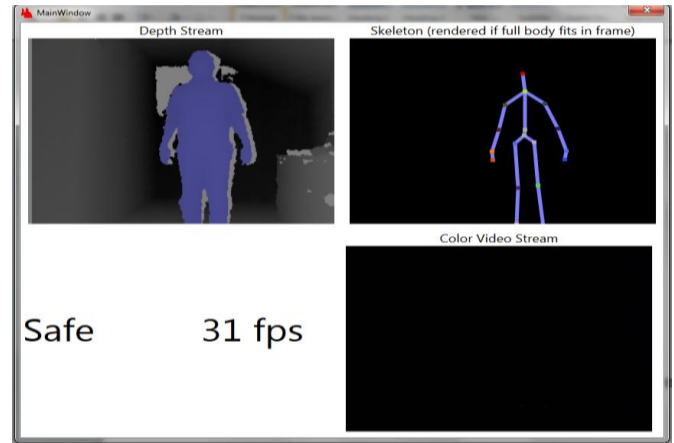 MainWindow
Depth Stream
Skeleton (rendered if full body fits in frame)
Color Video Stream
Safe 31 fps